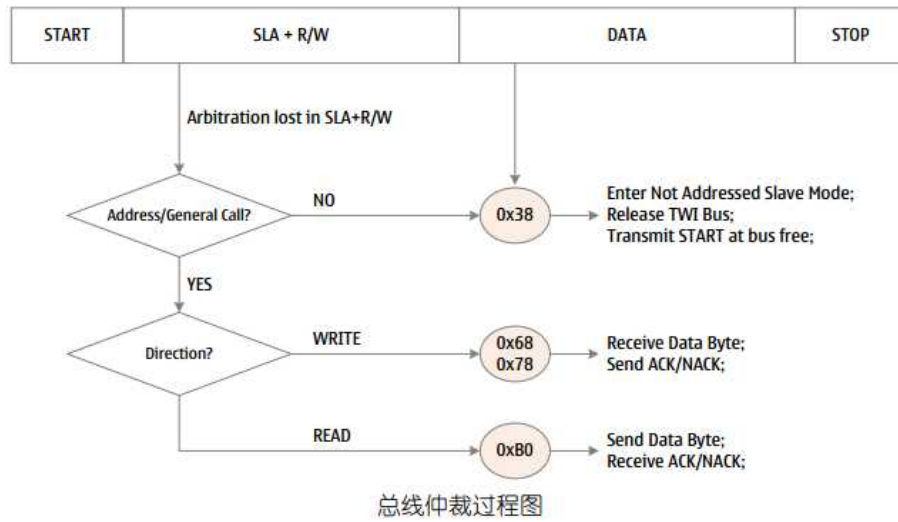 START
SLA + R/W
DATA
STOP
Arbitration lost in SLA+R/W
Address/General Call?
NO
0x38
Enter Not Addressed Slave Mode;
Release TWI Bus;
Transmit START at bus free;
YES
Direction?
WRITE
0x68
0x78
Receive Data Byte;
Send ACK/NACK;
READ
0xB0
Send Data Byte;
Receive ACK/NACK;
总线仲裁过程图